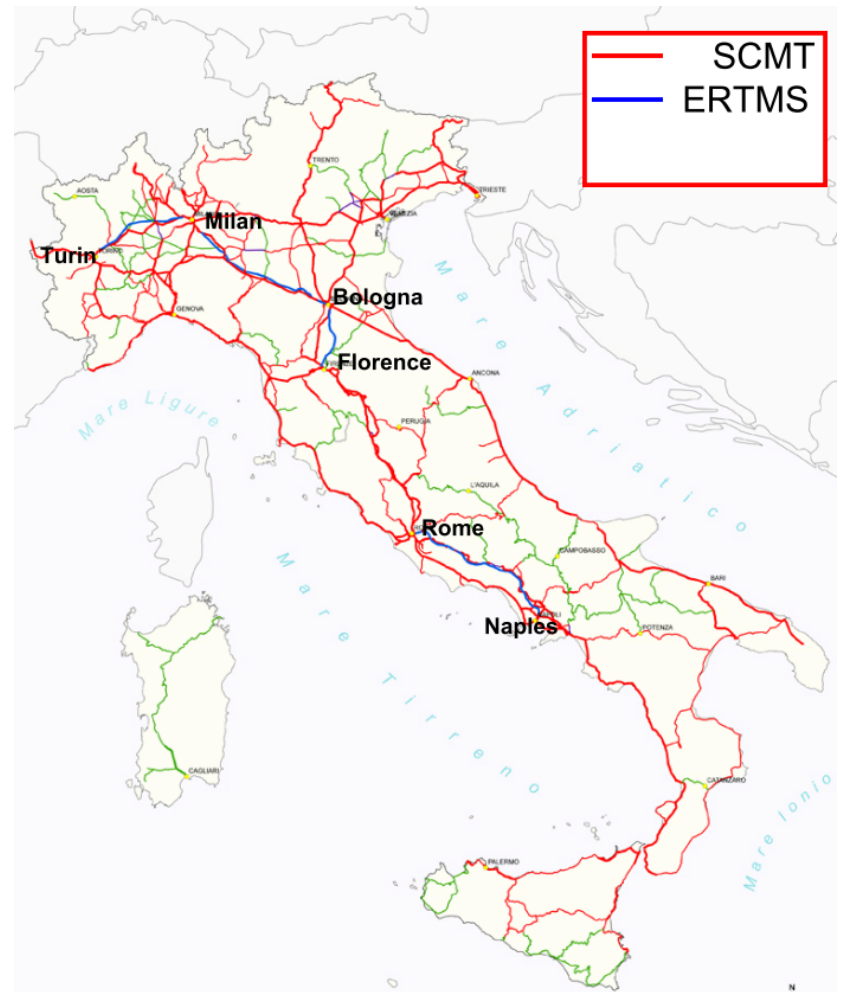 SCMT
ERTMS
TRENTO
AOSTA
TRIESTE
Milan
VENEZIA
Turin
Bologna
GENOVA
Mare Adriatico
Florence
ANCONA
Mare Ligure
PERUGIA
L'AQUILA
Rome
CAMPOBASSO
BARI
Naples
POTENZA
Mare Tirreno
CAGLIARI
CATANZARO
Mare Ionio
PALERMO
N